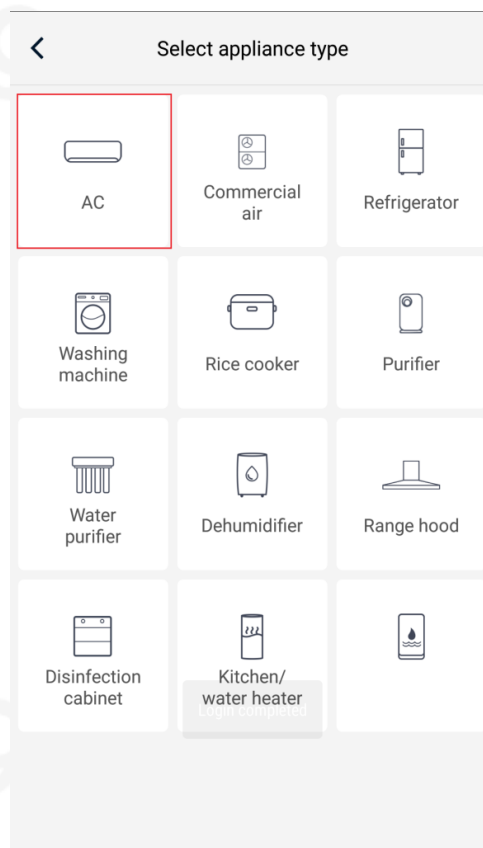 Select appliance type
AC
Commercial
air
Refrigerator
Washing
machine
Rice cooker
Purifier
Water
purifier
Dehumidifier
Range hood
Disinfection
cabinet
Kitchen/
water heater
Login completed